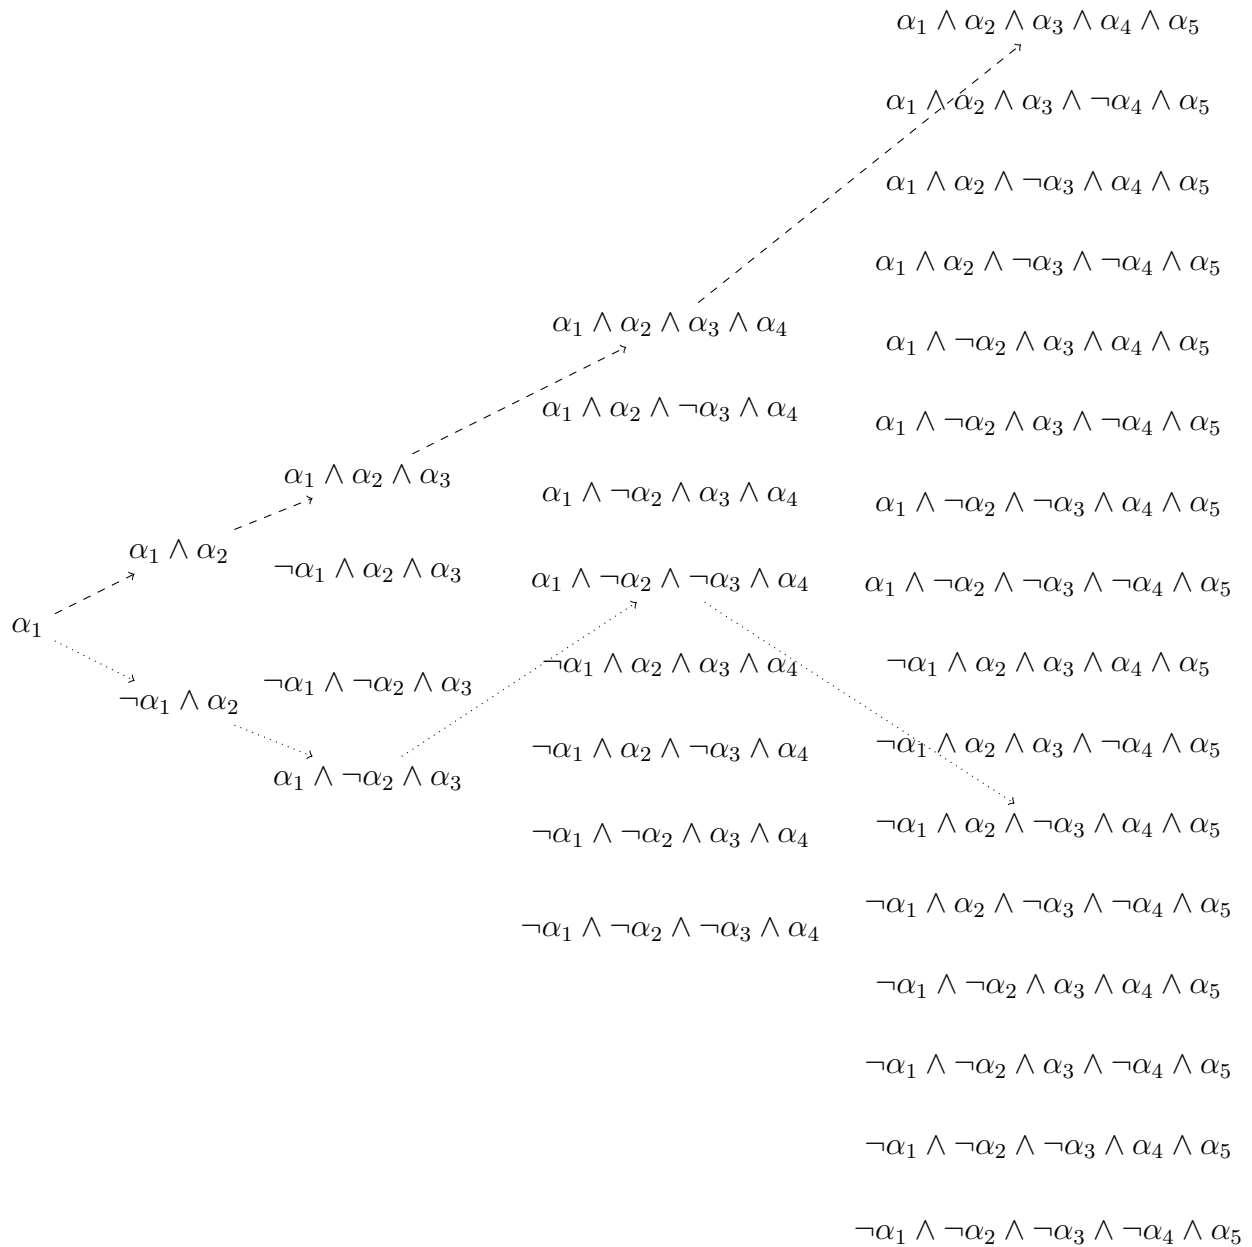 α₁
α₁ ∧ α₂
¬α₁ ∧ α₂
α₁ ∧ α₂ ∧ α₃
¬α₁ ∧ α₂ ∧ α₃
¬α₁ ∧ ¬α₂ ∧ α₃
α₁ ∧ ¬α₂ ∧ α₃
α₁ ∧ α₂ ∧ α₃ ∧ α₄
α₁ ∧ α₂ ∧ ¬α₃ ∧ α₄
α₁ ∧ ¬α₂ ∧ α₃ ∧ α₄
α₁ ∧ ¬α₂ ∧ ¬α₃ ∧ α₄
¬α₁ ∧ α₂ ∧ α₃ ∧ α₄
¬α₁ ∧ α₂ ∧ ¬α₃ ∧ α₄
¬α₁ ∧ ¬α₂ ∧ α₃ ∧ α₄
¬α₁ ∧ ¬α₂ ∧ ¬α₃ ∧ α₄
α₁ ∧ α₂ ∧ α₃ ∧ α₄ ∧ α₅
α₁ ∧ α₂ ∧ α₃ ∧ ¬α₄ ∧ α₅
α₁ ∧ α₂ ∧ ¬α₃ ∧ α₄ ∧ α₅
α₁ ∧ α₂ ∧ ¬α₃ ∧ ¬α₄ ∧ α₅
α₁ ∧ ¬α₂ ∧ α₃ ∧ α₄ ∧ α₅
α₁ ∧ ¬α₂ ∧ α₃ ∧ ¬α₄ ∧ α₅
α₁ ∧ ¬α₂ ∧ ¬α₃ ∧ α₄ ∧ α₅
α₁ ∧ ¬α₂ ∧ ¬α₃ ∧ ¬α₄ ∧ α₅
¬α₁ ∧ α₂ ∧ α₃ ∧ α₄ ∧ α₅
¬α₁ ∧ α₂ ∧ α₃ ∧ ¬α₄ ∧ α₅
¬α₁ ∧ α₂ ∧ ¬α₃ ∧ α₄ ∧ α₅
¬α₁ ∧ α₂ ∧ ¬α₃ ∧ ¬α₄ ∧ α₅
¬α₁ ∧ ¬α₂ ∧ α₃ ∧ α₄ ∧ α₅
¬α₁ ∧ ¬α₂ ∧ α₃ ∧ ¬α₄ ∧ α₅
¬α₁ ∧ ¬α₂ ∧ ¬α₃ ∧ α₄ ∧ α₅
¬α₁ ∧ ¬α₂ ∧ ¬α₃ ∧ ¬α₄ ∧ α₅